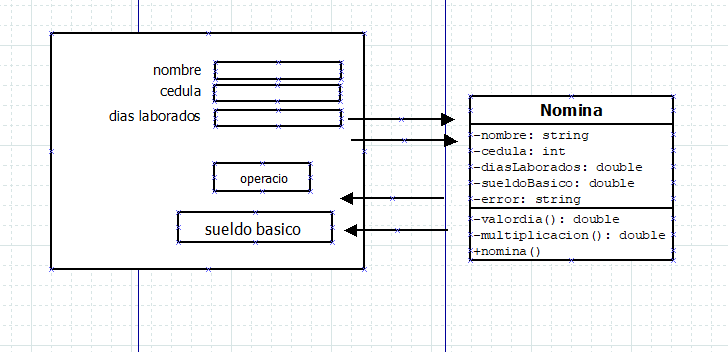 nombre
cedula
dias laborados
operacio
sueldo basico
Nomina
-nombre: string
-cedula: int
-diasLaborados: double
-sueldoBasico: double
-error: string
-valordia(): double
-multiplicacion(): double
+nomina()